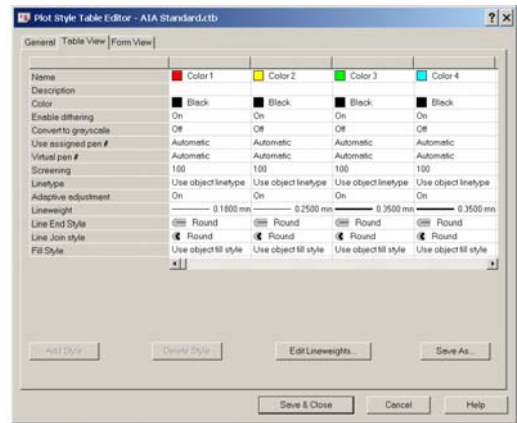 Plot Style Table Editor - AIA Standard.ctb
General Table View Form View
Name Color 1 Color 2 Color 3 Color 4
Description
Color Black Black Black Black
Enable dithering On On On On
Convert to grayscale Off Off Off Off
Use assigned pen # Automatic Automatic Automatic Automatic
Virtual pen # Automatic Automatic Automatic Automatic
Screening 100 100 100 100
Linetype Use object linetype Use object linetype Use object linetype Use object linetype
Adaptive adjustment On On On On
Lineweight 0.1800 mm 0.2500 mm 0.3500 mm 0.3500 mm
Line End Style Round Round Round Round
Line Join style Round Round Round Round
Fill Style Use object fill style Use object fill style Use object fill style Use object fill style
Add Style Delete Style Edit Lineweights... Save As...
Save & Close Cancel Help